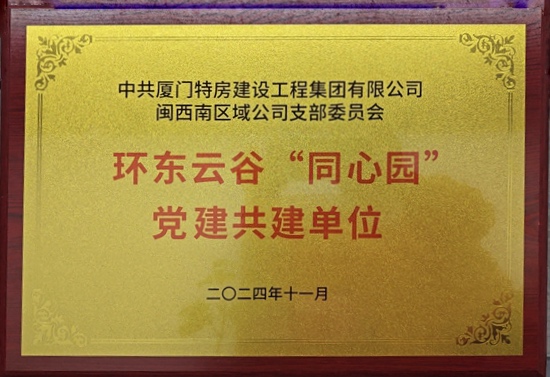 中共厦门特房建设工程集团有限公司
闽西南区域公司支部委员会
环东云谷“同心园”
党建共建单位
二〇二四年十一月